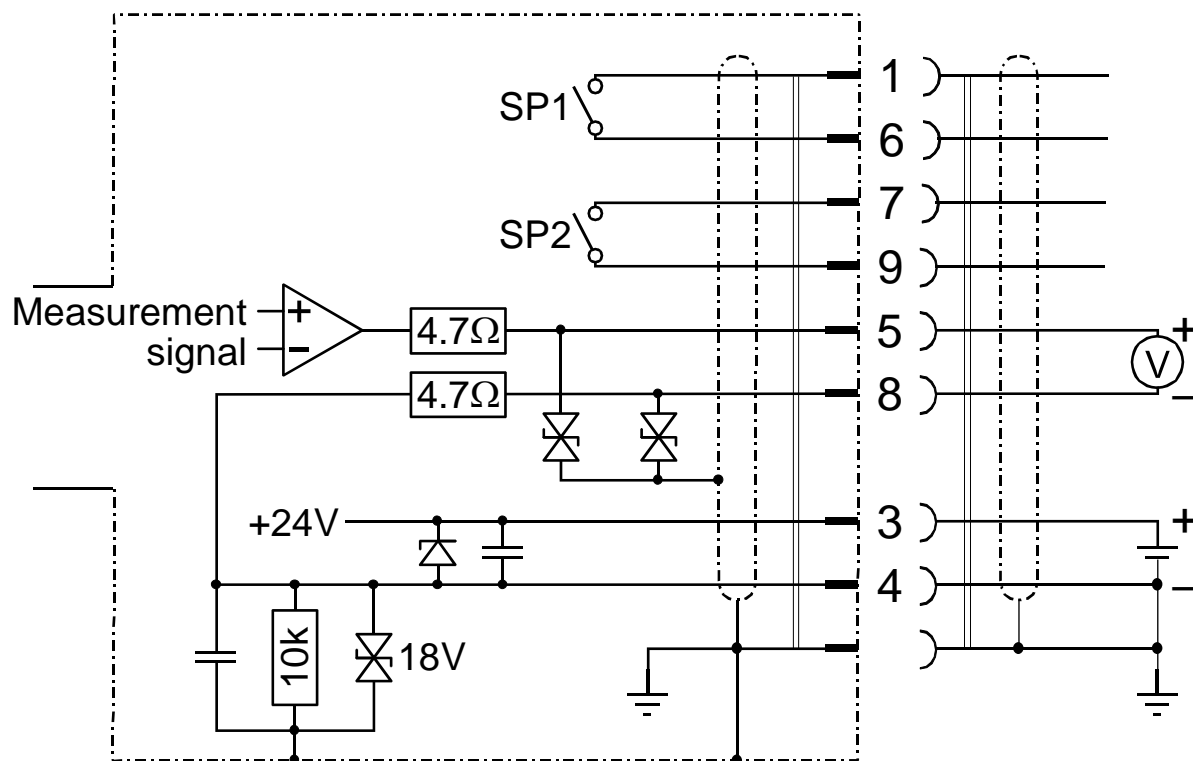 1
SP1
6
7
SP2
9
Measurement
signal
+
−
4.7Ω
5
+
V
4.7Ω
8
−
+24V
3
+
4
−
10k
18V